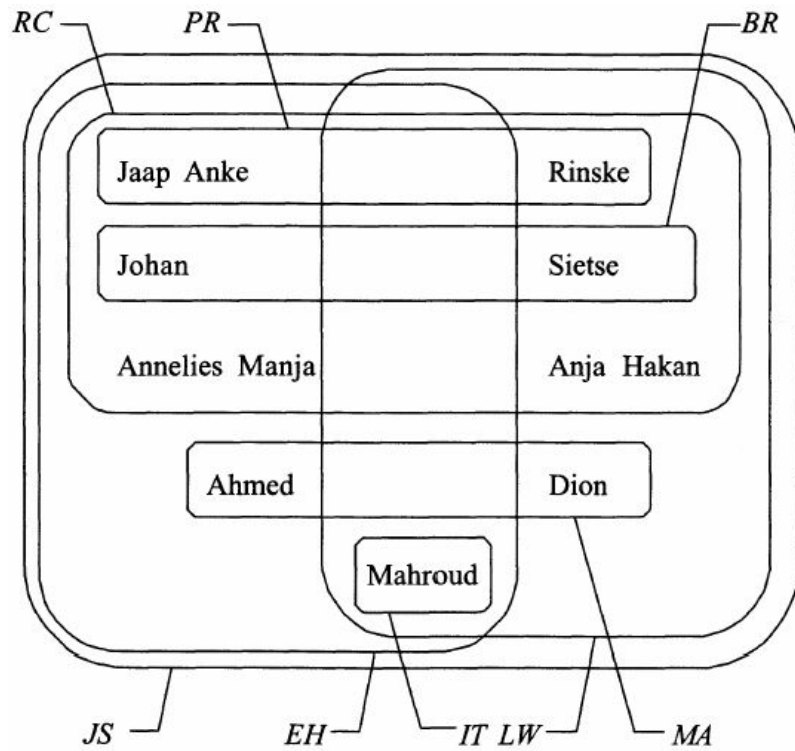 RC PR BR
Jaap Anke Rinske
Johan Sietse
Annelies Manja Anja Hakan
Ahmed Dion
Mahroud
JS EH IT LW MA